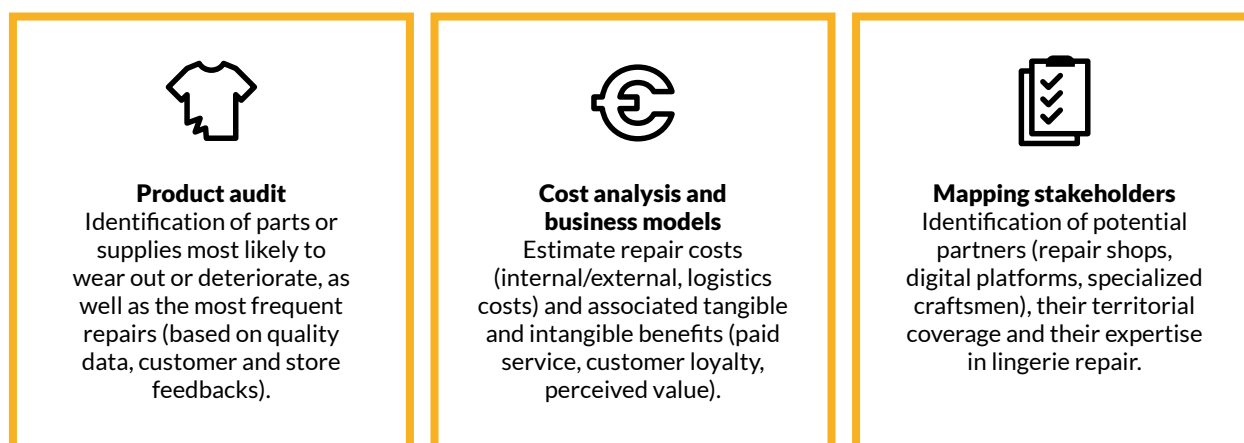 Product audit
Identification of parts or
supplies most likely to
wear out or deteriorate, as
well as the most frequent
repairs (based on quality
data, customer and store
feedbacks).
Cost analysis and
business models
Estimate repair costs
(internal/external, logistics
costs) and associated tangible
and intangible benefits (paid
service, customer loyalty,
perceived value).
Mapping stakeholders
Identification of potential
partners (repair shops,
digital platforms, specialized
craftsmen), their territorial
coverage and their expertise
in lingerie repair.